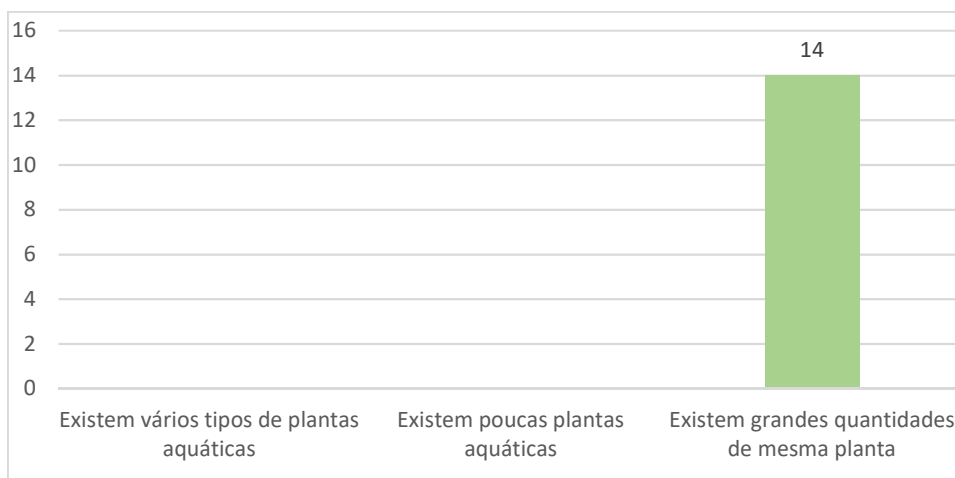 16
14
14
12
10
8
6
4
2
0
Existem vários tipos de plantas
aquáticas
Existem poucas plantas
aquáticas
Existem grandes quantidades
de mesma planta